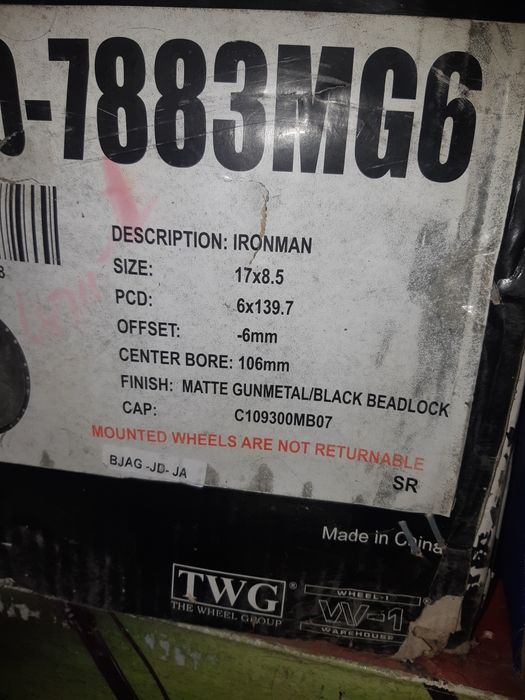 -7883MG6
8
DESCRIPTION: IRONMAN
SIZE: 17x8.5
PCD: 6x139.7
OFFSET: -6mm
CENTER BORE: 106mm
FINISH: MATTE GUNMETAL/BLACK BEADLOCK
CAP: C109300MB07
MOUNTED WHEELS ARE NOT RETURNABLE
BJAG -JD- JA
SR
Made in China
TWG®
THE WHEEL GROUP
WHEEL-1
W-1®
WAREHOUSE